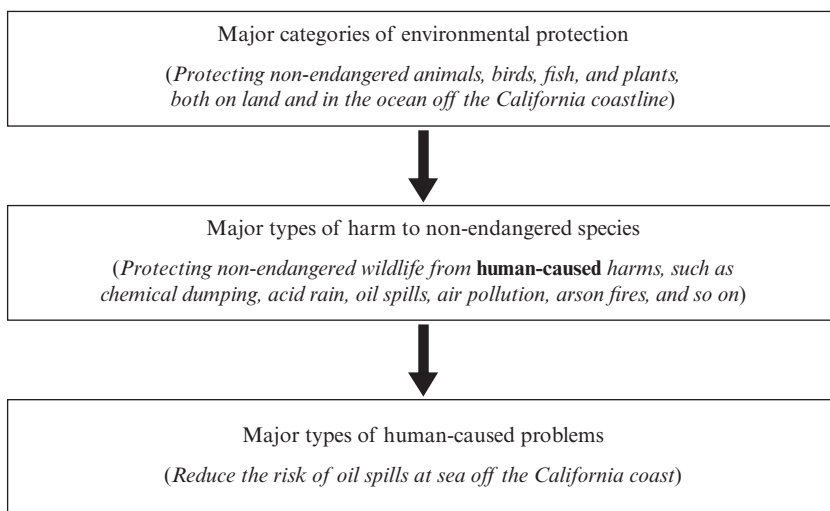 Major categories of environmental protection
(Protecting non-endangered animals, birds, fish, and plants,
both on land and in the ocean off the California coastline)
Major types of harm to non-endangered species
(Protecting non-endangered wildlife from human-caused harms, such as
chemical dumping, acid rain, oil spills, air pollution, arson fires, and so on)
Major types of human-caused problems
(Reduce the risk of oil spills at sea off the California coast)